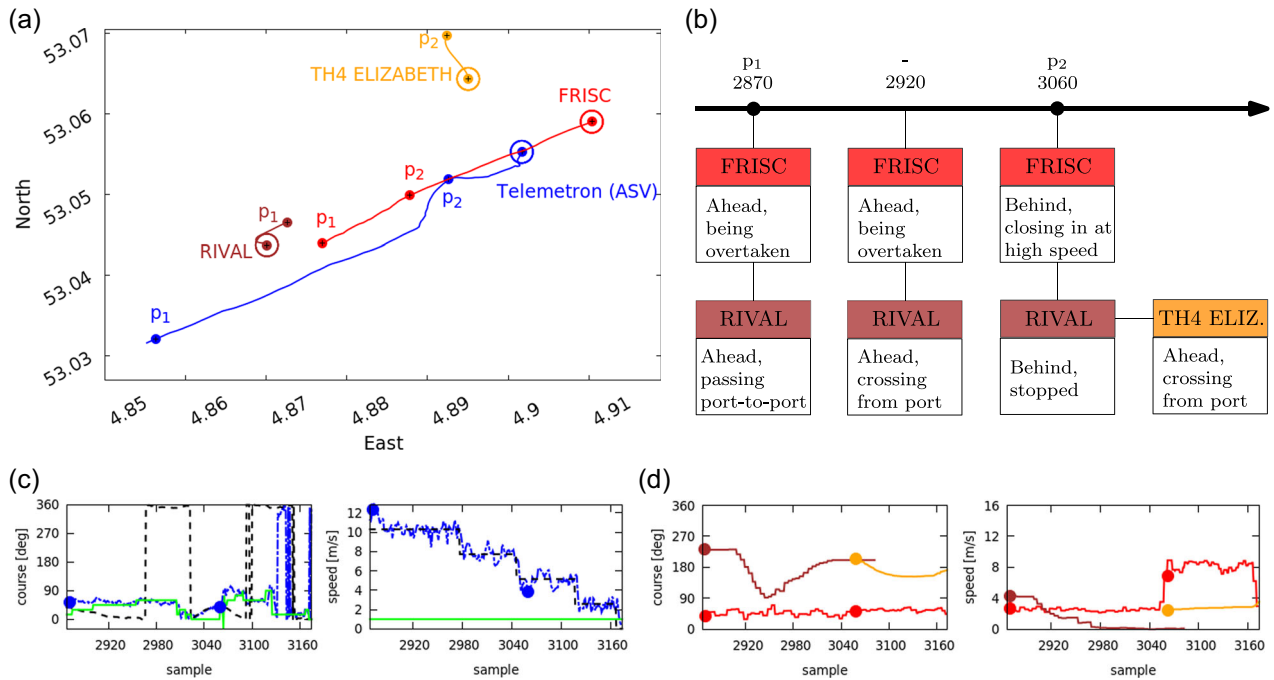 (a)
53.07
53.06
53.05
53.04
53.03
North
4.85
4.86
4.87
4.88
4.89
4.9
4.91
East
p2
TH4 ELIZABETH
FRISC
p2
p2
Telemetron (ASV)
p1
p1
RIVAL
p1
(b)
p1
2870
-
2920
p2
3060
FRISC
Ahead,
being
overtaken
FRISC
Ahead,
being
overtaken
FRISC
Behind,
closing in at
high speed
RIVAL
Ahead,
passing
port-to-port
RIVAL
Ahead,
crossing
from port
RIVAL
Behind,
stopped
TH4 ELIZ.
Ahead,
crossing
from port
(c)
course [deg]
360
270
180
90
0
2920 2980 3040 3100 3160
sample
speed [m/s]
12
10
8
6
4
2
0
2920 2980 3040 3100 3160
sample
(d)
course [deg]
360
270
180
90
0
2920 2980 3040 3100 3160
sample
speed [m/s]
16
12
8
4
0
2920 2980 3040 3100 3160
sample